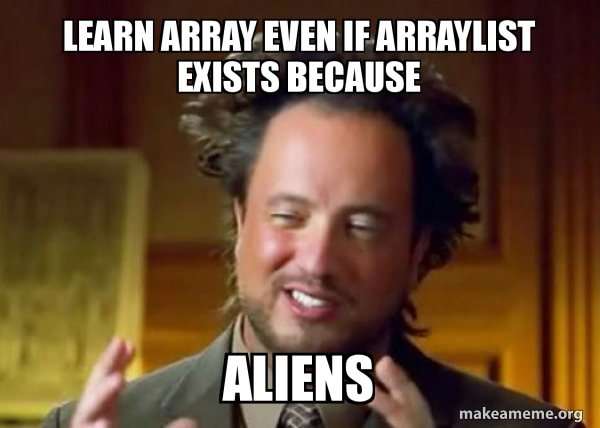 LEARN ARRAY EVEN IF ARRAYLIST
EXISTS BECAUSE
ALIENS
makeameme.org